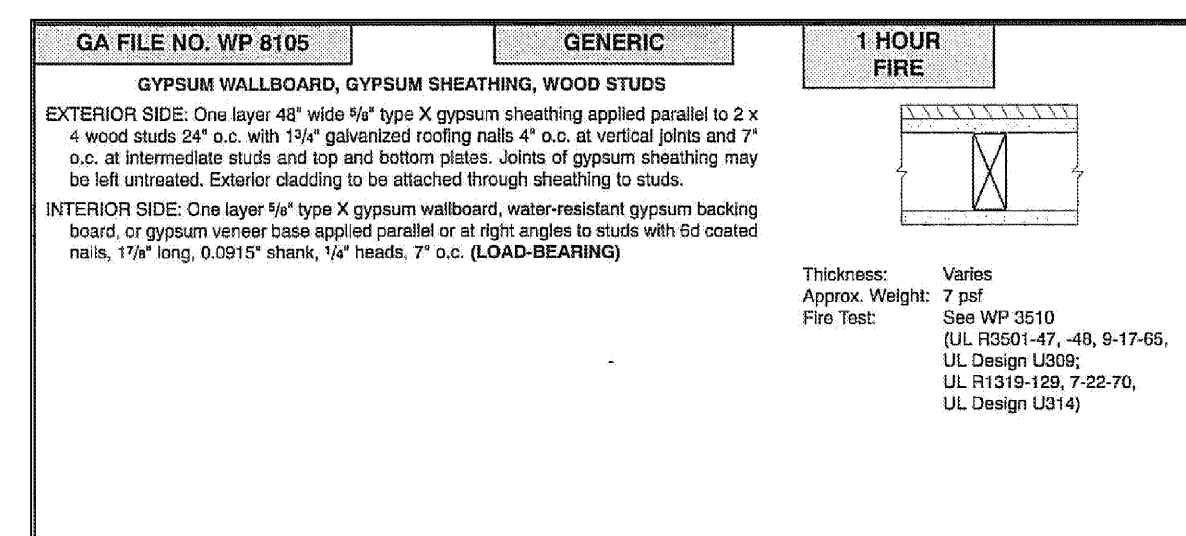 GA FILE NO. WP 8105
GENERIC
1 HOUR
FIRE
GYPSUM WALLBOARD, GYPSUM SHEATHING, WOOD STUDS
EXTERIOR SIDE: One layer 48" wide 5/8" type X gypsum sheathing applied parallel to 2 x
4 wood studs 24" o.c. with 13/4" galvanized roofing nails 4" o.c. at vertical joints and 7"
o.c. at intermediate studs and top and bottom plates. Joints of gypsum sheathing may
be left untreated. Exterior cladding to be attached through sheathing to studs.
INTERIOR SIDE: One layer 5/8" type X gypsum wallboard, water-resistant gypsum backing
board, or gypsum veneer base applied parallel or at right angles to studs with 6d coated
nails, 17/8" long, 0.0915" shank, 1/4" heads, 7" o.c. (LOAD-BEARING)
Thickness: Varies
Approx. Weight: 7 psf
Fire Test: See WP 3510
(UL R3501-47, -48, 9-17-65,
UL Design U309;
UL R1319-129, 7-22-70,
UL Design U314)